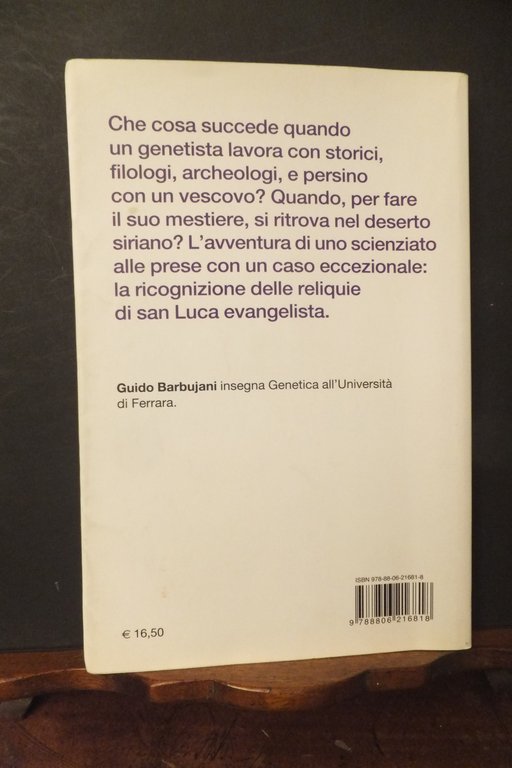 Che cosa succede quando
un genetista lavora con storici,
filologi, archeologi, e persino
con un vescovo? Quando, per fare
il suo mestiere, si ritrova nel deserto
siriano? L'avventura di uno scienziato
alle prese con un caso eccezionale:
la ricognizione delle reliquie
di san Luca evangelista.
Guido Barbujani insegna Genetica all'Università
di Ferrara.
ISBN 978-88-06-21681-8
9 788806 216818
€ 16,50